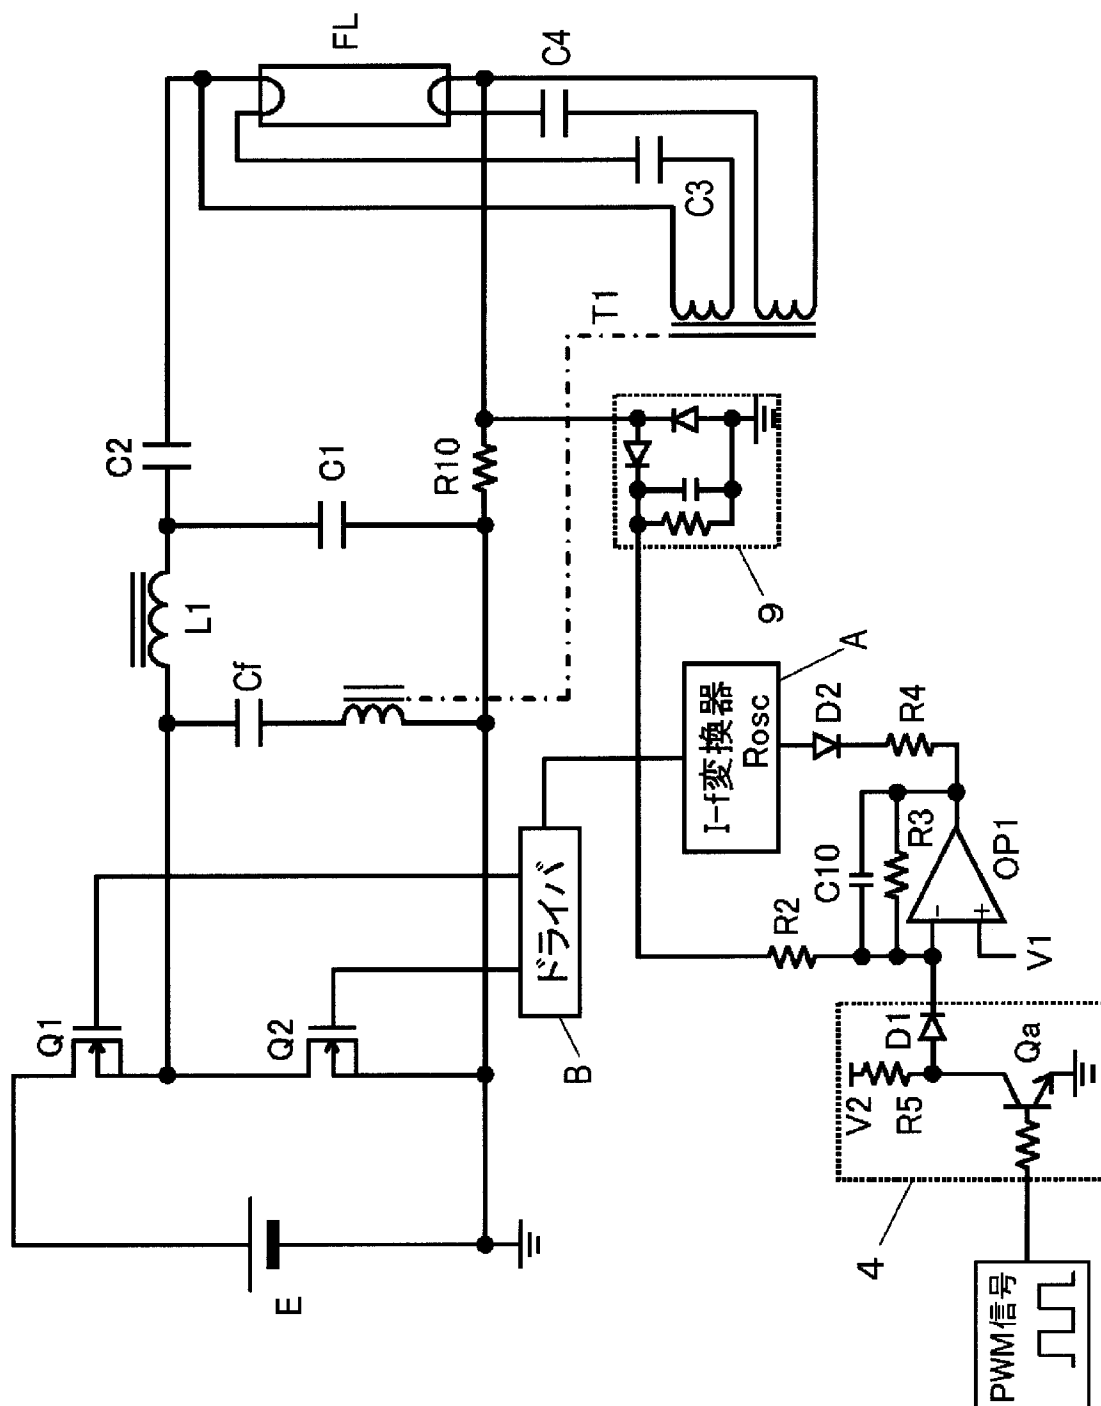 E
Q1
Q2
B
ドライバ
Cf
L1
C1
C2
R10
FL
C4
C3
T1
9
A
I-f変換器
Rosc
D2
R4
R3
C10
OP1
R2
-
+
V1
4
V2
R5
D1
Qa
PWM信号